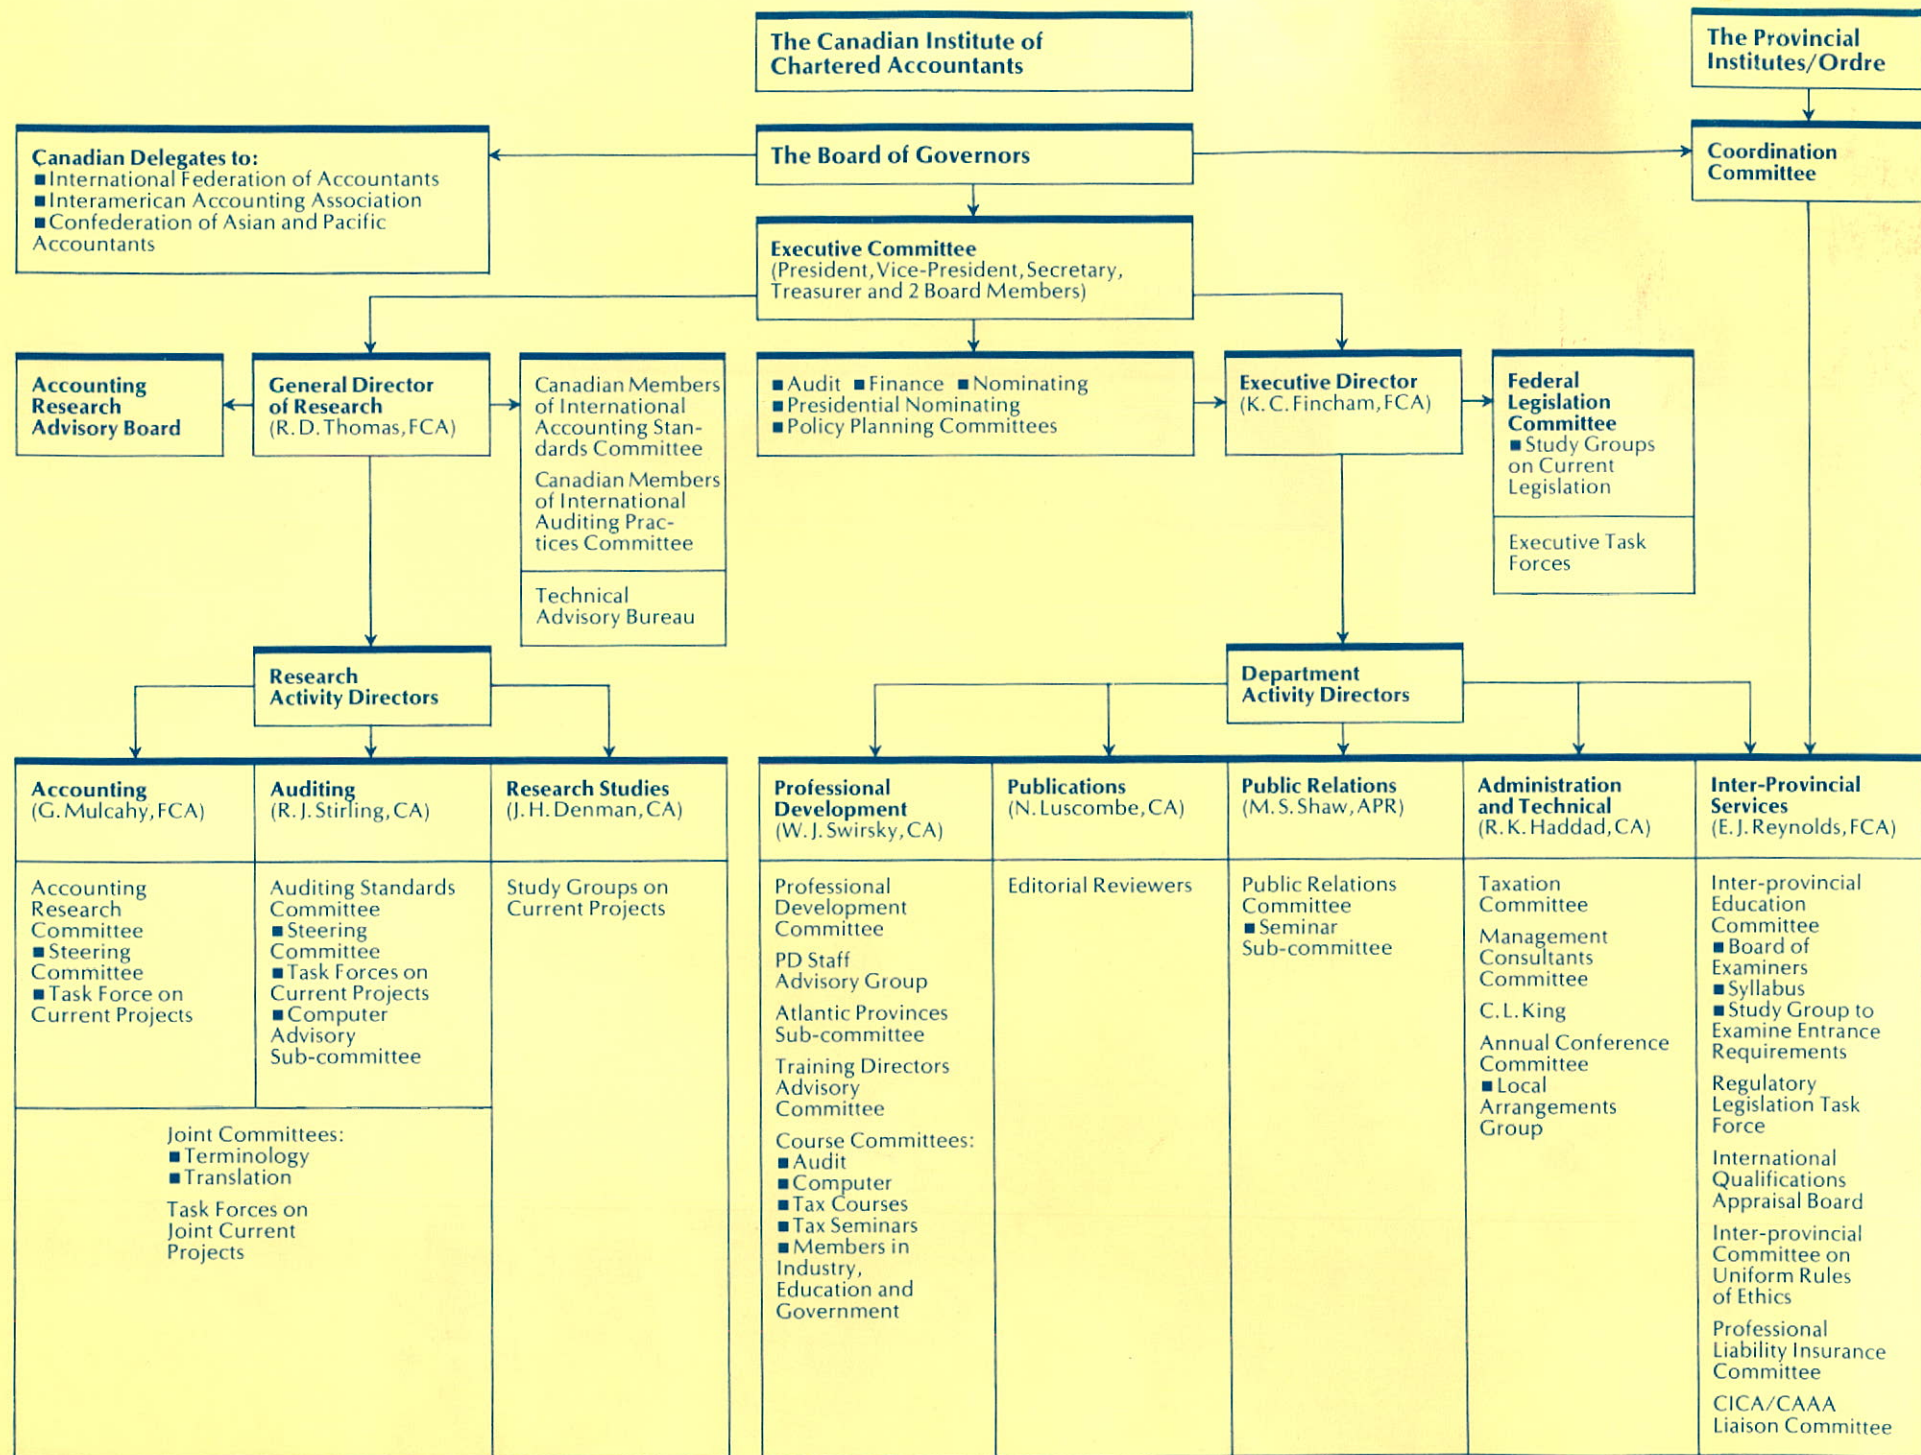 The Canadian Institute of
Chartered Accountants
The Provincial
Institutes/Ordre
Canadian Delegates to:
■ International Federation of Accountants
■ Interamerican Accounting Association
■ Confederation of Asian and Pacific
Accountants
The Board of Governors
Coordination
Committee
Executive Committee
(President, Vice-President, Secretary,
Treasurer and 2 Board Members)
Accounting
Research
Advisory Board
General Director
of Research
(R. D. Thomas, FCA)
Canadian Members
of International
Accounting Stan-
dards Committee
Canadian Members
of International
Auditing Prac-
tices Committee
Technical
Advisory Bureau
■ Audit ■ Finance ■ Nominating
■ Presidential Nominating
■ Policy Planning Committees
Executive Director
(K. C. Fincham, FCA)
Federal
Legislation
Committee
■ Study Groups
on Current
Legislation
Executive Task
Forces
Research
Activity Directors
Department
Activity Directors
Accounting
(G. Mulcahy, FCA)
Accounting
Research
Committee
■ Steering
Committee
■ Task Force on
Current Projects
Auditing
(R. J. Stirling, CA)
Auditing Standards
Committee
■ Steering
Committee
■ Task Forces on
Current Projects
■ Computer
Advisory
Sub-committee
Joint Committees:
■ Terminology
■ Translation
Task Forces on
Joint Current
Projects
Research Studies
(J. H. Denman, CA)
Study Groups on
Current Projects
Professional
Development
(W. J. Swirsky, CA)
Professional
Development
Committee
PD Staff
Advisory Group
Atlantic Provinces
Sub-committee
Training Directors
Advisory
Committee
Course Committees:
■ Audit
■ Computer
■ Tax Courses
■ Tax Seminars
■ Members in
Industry,
Education and
Government
Publications
(N. Luscombe, CA)
Editorial Reviewers
Public Relations
(M. S. Shaw, APR)
Public Relations
Committee
■ Seminar
Sub-committee
Administration
and Technical
(R. K. Haddad, CA)
Taxation
Committee
Management
Consultants
Committee
C. L. King
Annual Conference
Committee
■ Local
Arrangements
Group
Inter-Provincial
Services
(E. J. Reynolds, FCA)
Inter-provincial
Education
Committee
■ Board of
Examiners
■ Syllabus
■ Study Group to
Examine Entrance
Requirements
Regulatory
Legislation Task
Force
International
Qualifications
Appraisal Board
Inter-provincial
Committee on
Uniform Rules
of Ethics
Professional
Liability Insurance
Committee
CICA/CAAA
Liaison Committee